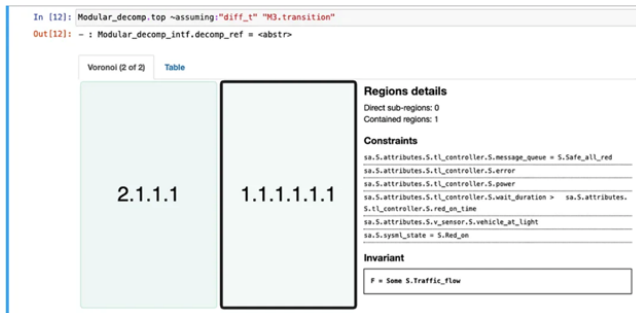 In [12]: Modular_decomp.top ~assuming:"diff_t" "M3.transition"
Out[12]: - : Modular_decomp_intf.decomp_ref = <abstr>
Voronoi (2 of 2) Table
2.1.1.1
1.1.1.1.1.1
Regions details
Direct sub-regions: 0
Contained regions: 1
Constraints
sa.S.attributes.S.tl_controller.S.message_queue = S.Safe_all_red
sa.S.attributes.S.tl_controller.S.error
sa.S.attributes.S.tl_controller.S.power
sa.S.attributes.S.tl_controller.S.wait_duration > sa.S.attributes.
S.tl_controller.S.red_on_time
sa.S.attributes.S.v_sensor.S.vehicle_at_light
sa.S.sysml_state = S.Red_on
Invariant
F = Some S.Traffic_flow